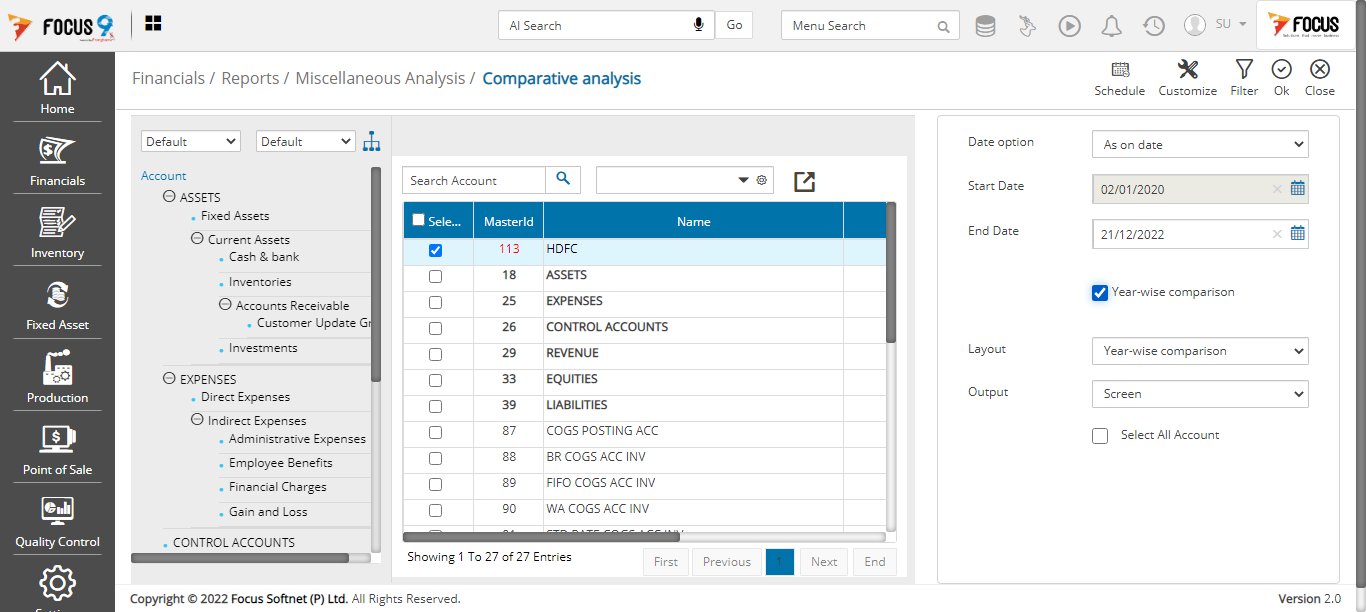 FOCUS 9
AI Search
Go
Menu Search
SU
FOCUS
Home
Financials
Inventory
Fixed Asset
Production
Point of Sale
Quality Control
Financials / Reports / Miscellaneous Analysis / Comparative analysis
Schedule
Customize
Filter
Ok
Close
Default
Default
Account
ASSETS
Fixed Assets
Current Assets
Cash & bank
Inventories
Accounts Receivable
Customer Update Gr
Investments
EXPENSES
Direct Expenses
Indirect Expenses
Administrative Expenses
Employee Benefits
Financial Charges
Gain and Loss
CONTROL ACCOUNTS
Search Account
Sele... MasterId Name
113 HDFC
18 ASSETS
25 EXPENSES
26 CONTROL ACCOUNTS
29 REVENUE
33 EQUITIES
39 LIABILITIES
87 COGS POSTING ACC
88 BR COGS ACC INV
89 FIFO COGS ACC INV
90 WA COGS ACC INV
Showing 1 To 27 of 27 Entries
First
Previous
1
Next
End
Date option
As on date
Start Date
02/01/2020
End Date
21/12/2022
Year-wise comparison
Layout
Year-wise comparison
Output
Screen
Select All Account
Copyright © 2022 Focus Softnet (P) Ltd. All Rights Reserved.
Version 2.0